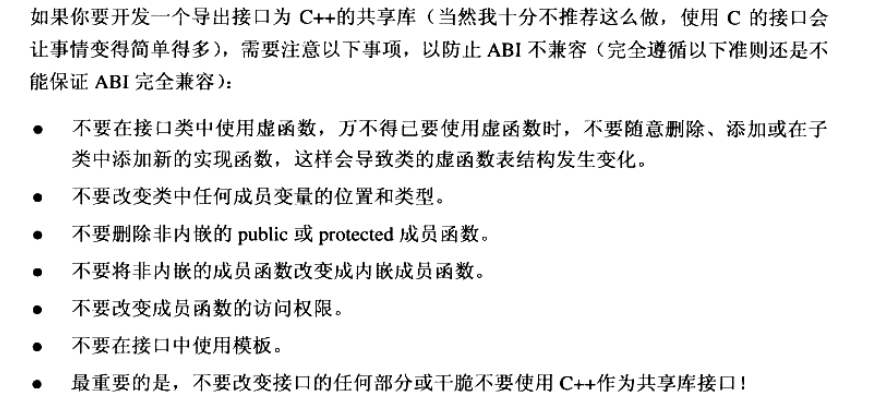 如果你要开发一个导出接口为 C++的共享库（当然我十分不推荐这么做，使用 C 的接口会
让事情变得简单得多），需要注意以下事项，以防止 ABI 不兼容（完全遵循以下准则还是不
能保证 ABI 完全兼容）：
● 不要在接口类中使用虚函数，万不得已要使用虚函数时，不要随意删除、添加或在子
类中添加新的实现函数，这样会导致类的虚函数表结构发生变化。
● 不要改变类中任何成员变量的位置和类型。
● 不要删除非内嵌的 public 或 protected 成员函数。
● 不要将非内嵌的成员函数改变成内嵌成员函数。
● 不要改变成员函数的访问权限。
● 不要在接口中使用模板。
● 最重要的是，不要改变接口的任何部分或干脆不要使用 C++作为共享库接口！